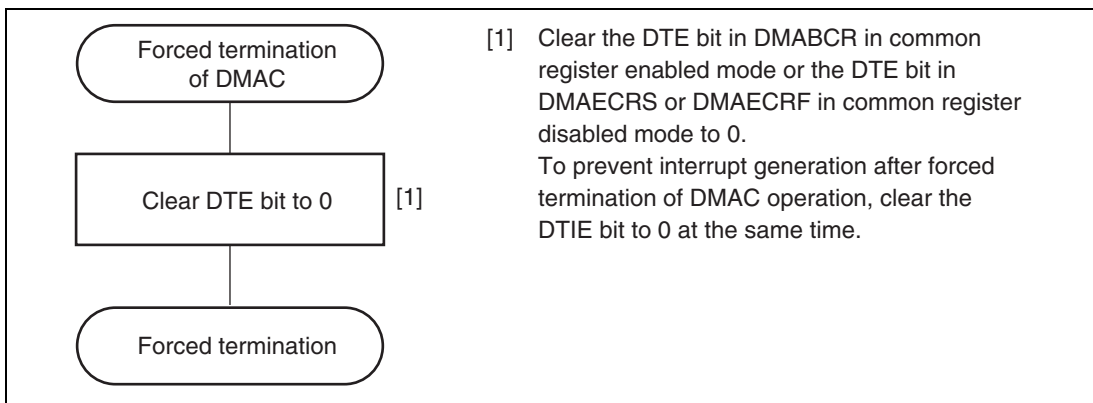 Forced termination
of DMAC
Clear DTE bit to 0
[1]
Forced termination
[1] Clear the DTE bit in DMABCR in common
register enabled mode or the DTE bit in
DMAECRS or DMAECRF in common register
disabled mode to 0.
To prevent interrupt generation after forced
termination of DMAC operation, clear the
DTIE bit to 0 at the same time.